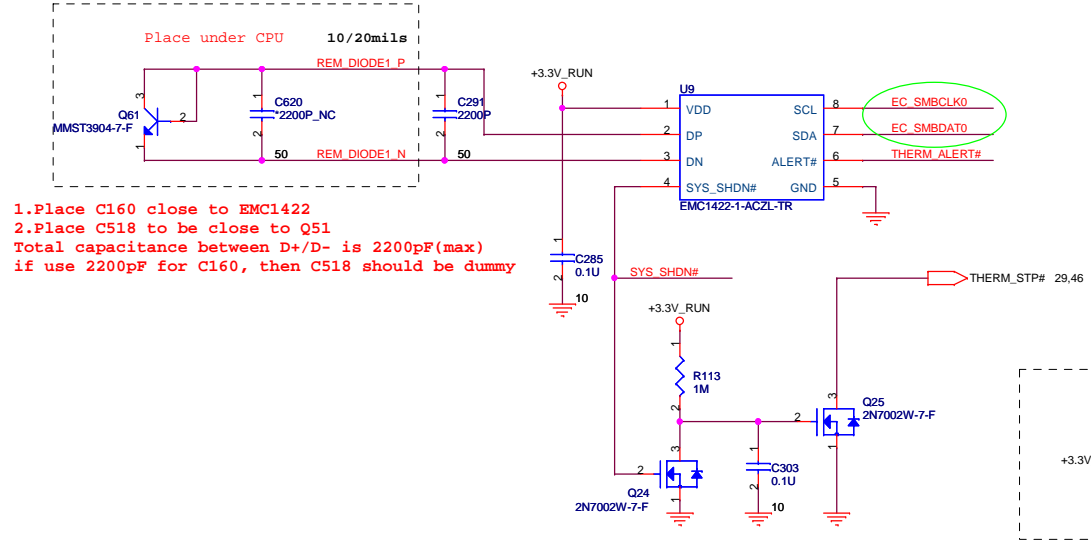 Place under CPU 10/20mils
REM_DIODE1_P
+3.3V_RUN
U9
C620
*2200P_NC
C291
2200P
Q61
MMST3904-7-F
3
2
1
1
2
1
2
50
50
REM_DIODE1_N
1 VDD SCL 8 EC_SMBCLK0
2 DP SDA 7 EC_SMBDAT0
3 DN ALERT# 6 THERM_ALERT#
4 SYS_SHDN# GND 5
EMC1422-1-ACZL-TR
1.Place C160 close to EMC1422
2.Place C518 to be close to Q51
Total capacitance between D+/D- is 2200pF(max)
if use 2200pF for C160, then C518 should be dummy
1
C285
0.1U
2
10
SYS_SHDN#
THERM_STP# 29,46
+3.3V_RUN
1
R113
1M
2
3
Q25
2N7002W-7-F
2
1
3
2
Q24
2N7002W-7-F
1
1
C303
0.1U
2
10
+3.3V